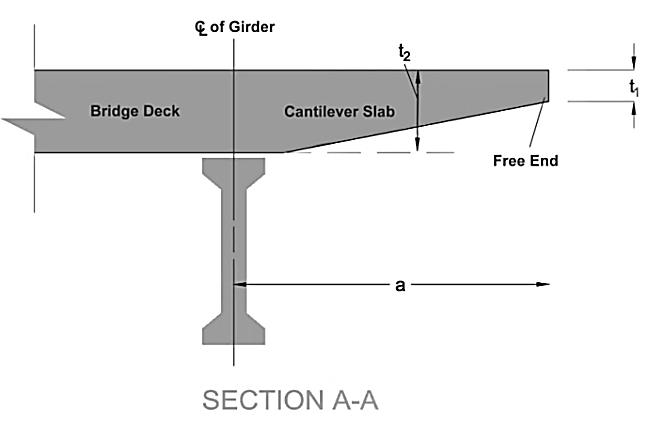 ℄ of Girder
t₂
Bridge Deck
Cantilever Slab
t₁
Free End
a
SECTION A-A